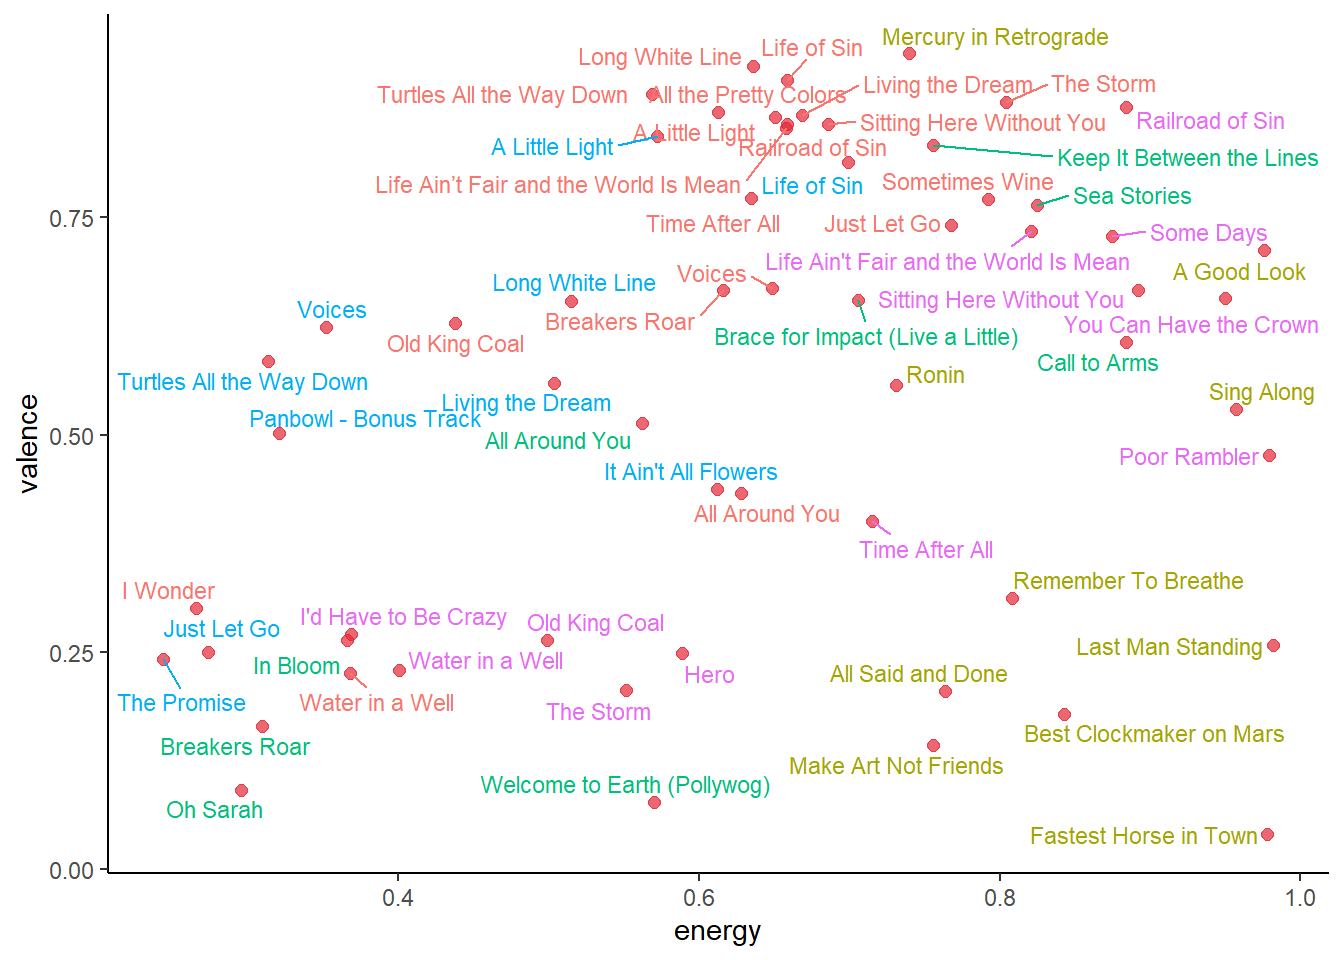 Mercury in Retrograde
Life of Sin
Long White Line
Living the Dream
The Storm
Turtles All the Way Down
All the Pretty Colors
Railroad of Sin
Sitting Here Without You
A Little Light
A Little Light
Railroad of Sin
Keep It Between the Lines
Life Ain’t Fair and the World Is Mean
Life of Sin
Sometimes Wine
Sea Stories
0.75
Time After All
Just Let Go
Some Days
Life Ain't Fair and the World Is Mean
A Good Look
Voices
Long White Line
Sitting Here Without You
Voices
Breakers Roar
You Can Have the Crown
Old King Coal
Brace for Impact (Live a Little)
Call to Arms
Turtles All the Way Down
Ronin
Sing Along
Living the Dream
Panbowl - Bonus Track
0.50
All Around You
valence
Poor Rambler
It Ain't All Flowers
All Around You
Time After All
I Wonder
Remember To Breathe
I'd Have to Be Crazy
Old King Coal
Just Let Go
Last Man Standing
0.25
In Bloom
Water in a Well
Hero
All Said and Done
The Promise
Water in a Well
The Storm
Best Clockmaker on Mars
Breakers Roar
Make Art Not Friends
Welcome to Earth (Pollywog)
Oh Sarah
Fastest Horse in Town
0.00
0.4
0.6
0.8
1.0
energy